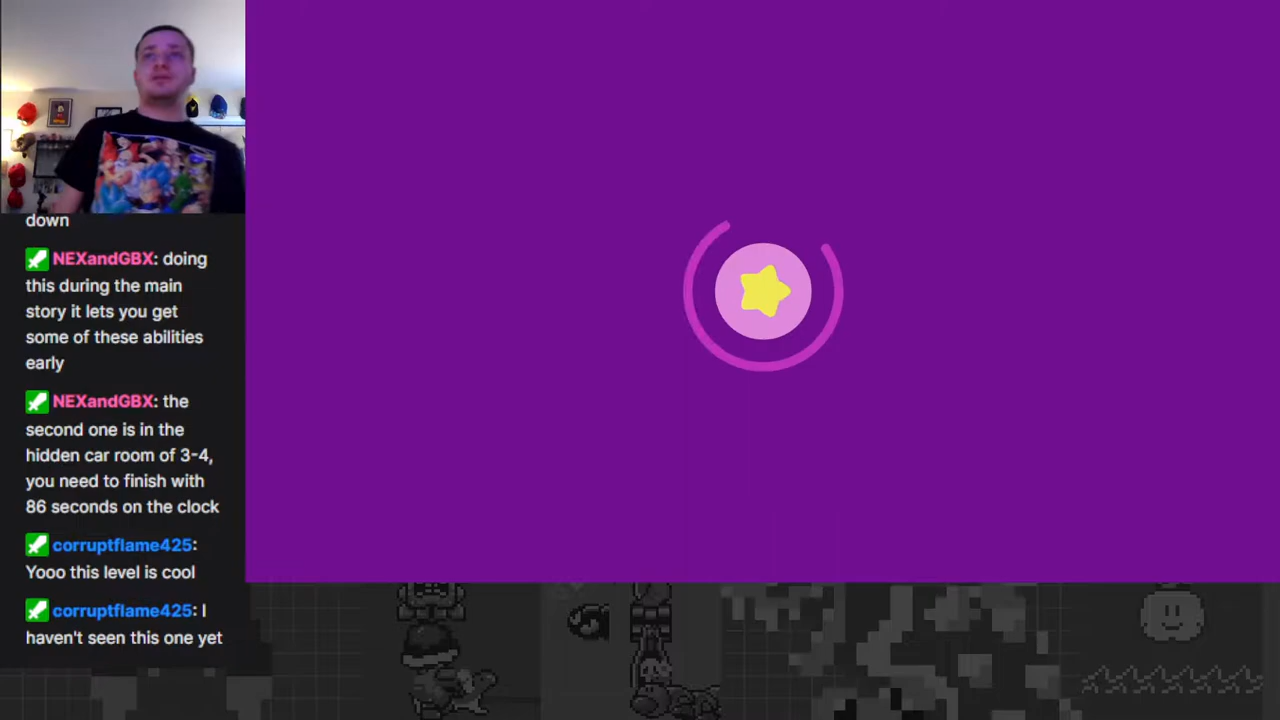 down
NEXandGBX: doing
this during the main
story it lets you get
some of these abilities
early
NEXandGBX: the
second one is in the
hidden car room of 3-4,
you need to finish with
86 seconds on the clock
corruptflame425:
Yooo this level is cool
corruptflame425: I
haven't seen this one yet